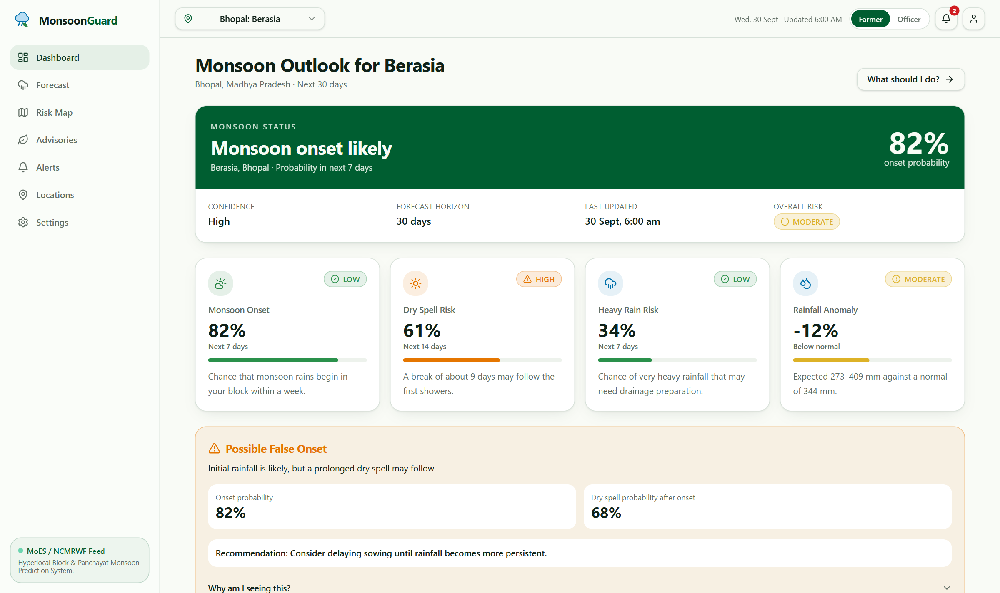 MonsoonGuard
Bhopal: Berasia
Wed, 30 Sept · Updated 6:00 AM
Farmer
Officer
2
Dashboard
Forecast
Risk Map
Advisories
Alerts
Locations
Settings
MoES / NCMRWF Feed
Hyperlocal Block & Panchayat Monsoon
Prediction System.
Monsoon Outlook for Berasia
Bhopal, Madhya Pradesh · Next 30 days
What should I do?
MONSOON STATUS
Monsoon onset likely
Berasia, Bhopal · Probability in next 7 days
82%
onset probability
CONFIDENCE
High
FORECAST HORIZON
30 days
LAST UPDATED
30 Sept, 6:00 am
OVERALL RISK
MODERATE
LOW
Monsoon Onset
82%
Next 7 days
Chance that monsoon rains begin in
your block within a week.
HIGH
Dry Spell Risk
61%
Next 14 days
A break of about 9 days may follow the
first showers.
LOW
Heavy Rain Risk
34%
Next 7 days
Chance of very heavy rainfall that may
need drainage preparation.
MODERATE
Rainfall Anomaly
-12%
Below normal
Expected 273–409 mm against a normal
of 344 mm.
Possible False Onset
Initial rainfall is likely, but a prolonged dry spell may follow.
Onset probability
82%
Dry spell probability after onset
68%
Recommendation: Consider delaying sowing until rainfall becomes more persistent.
Why am I seeing this?